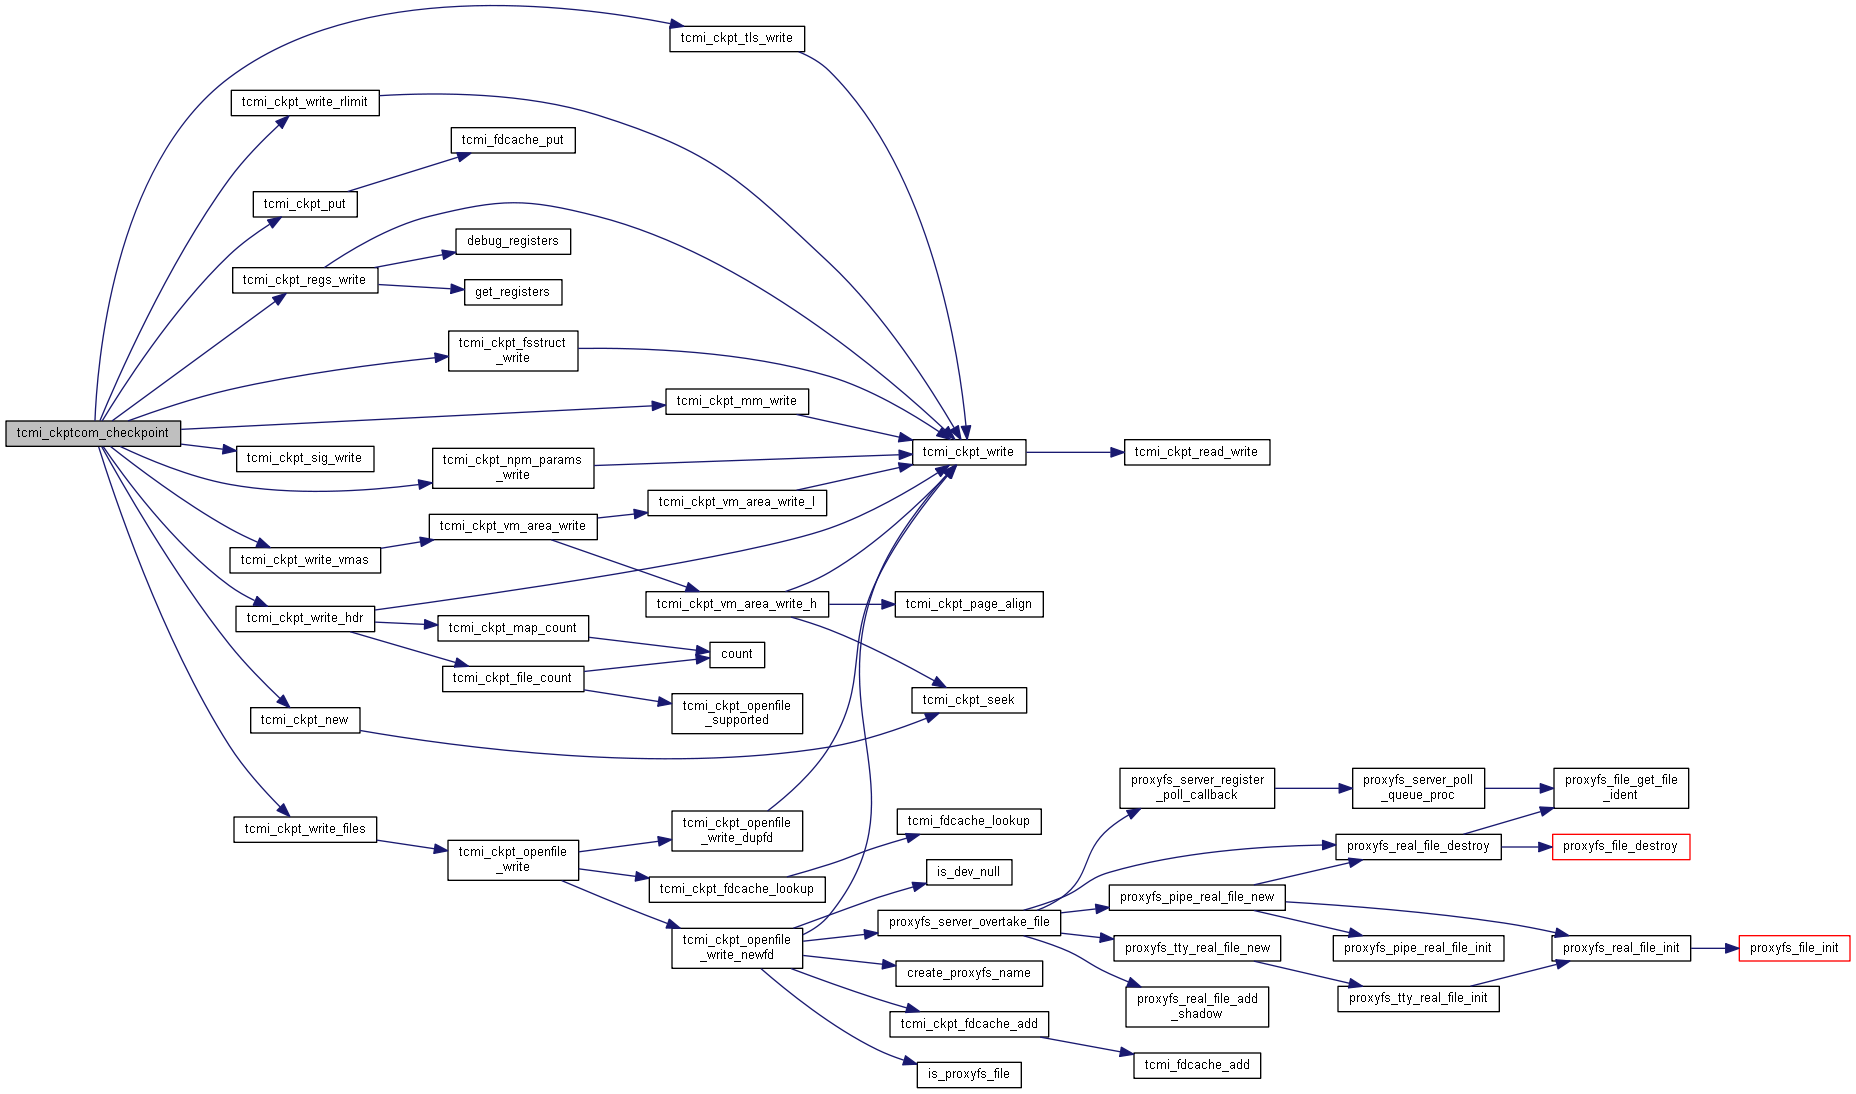 tcmi_ckpt_tls_write
tcmi_ckpt_write_rlimit
tcmi_fdcache_put
tcmi_ckpt_put
debug_registers
tcmi_ckpt_regs_write
get_registers
tcmi_ckpt_fsstruct
_write
tcmi_ckpt_mm_write
tcmi_ckptcom_checkpoint
tcmi_ckpt_sig_write
tcmi_ckpt_npm_params
_write
tcmi_ckpt_write
tcmi_ckpt_read_write
tcmi_ckpt_vm_area_write_l
tcmi_ckpt_vm_area_write
tcmi_ckpt_write_vmas
tcmi_ckpt_vm_area_write_h
tcmi_ckpt_page_align
tcmi_ckpt_write_hdr
tcmi_ckpt_map_count
count
tcmi_ckpt_file_count
tcmi_ckpt_openfile
_supported
tcmi_ckpt_seek
tcmi_ckpt_new
proxyfs_server_register
_poll_callback
proxyfs_server_poll
_queue_proc
proxyfs_file_get_file
_ident
tcmi_ckpt_write_files
tcmi_ckpt_openfile
_write_dupfd
tcmi_fdcache_lookup
tcmi_ckpt_openfile
_write
proxyfs_real_file_destroy
proxyfs_file_destroy
is_dev_null
tcmi_ckpt_fdcache_lookup
proxyfs_pipe_real_file_new
proxyfs_server_overtake_file
tcmi_ckpt_openfile
_write_newfd
proxyfs_tty_real_file_new
proxyfs_pipe_real_file_init
proxyfs_real_file_init
proxyfs_file_init
create_proxyfs_name
proxyfs_real_file_add
_shadow
proxyfs_tty_real_file_init
tcmi_ckpt_fdcache_add
tcmi_fdcache_add
is_proxyfs_file